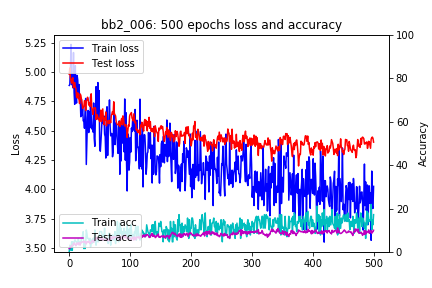 bb2_006: 500 epochs loss and accuracy
Train loss
Test loss
Train acc
Test acc
Loss
5.25
5.00
4.75
4.50
4.25
4.00
3.75
3.50
0
100
200
300
400
500
100
80
60
40
20
0
Accuracy